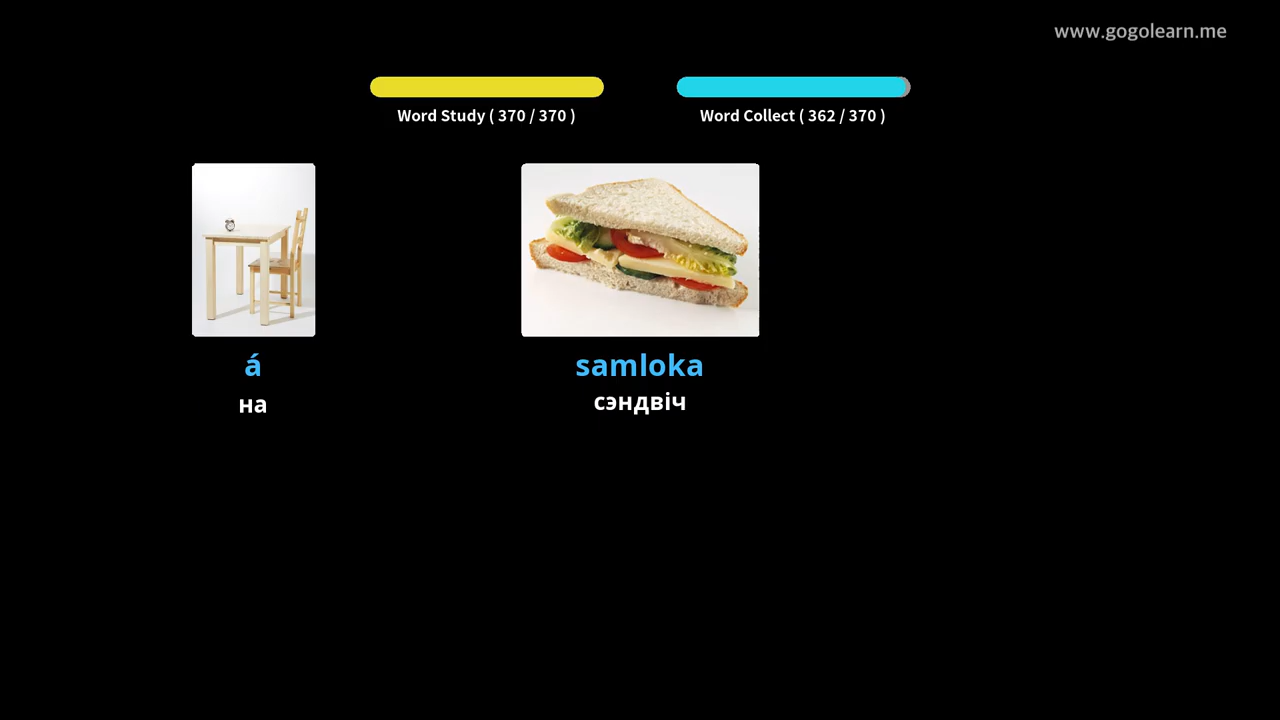 www.gogolearn.me
Word Study ( 370 / 370 )
Word Collect ( 362 / 370 )
á
samloka
на
сэндвіч